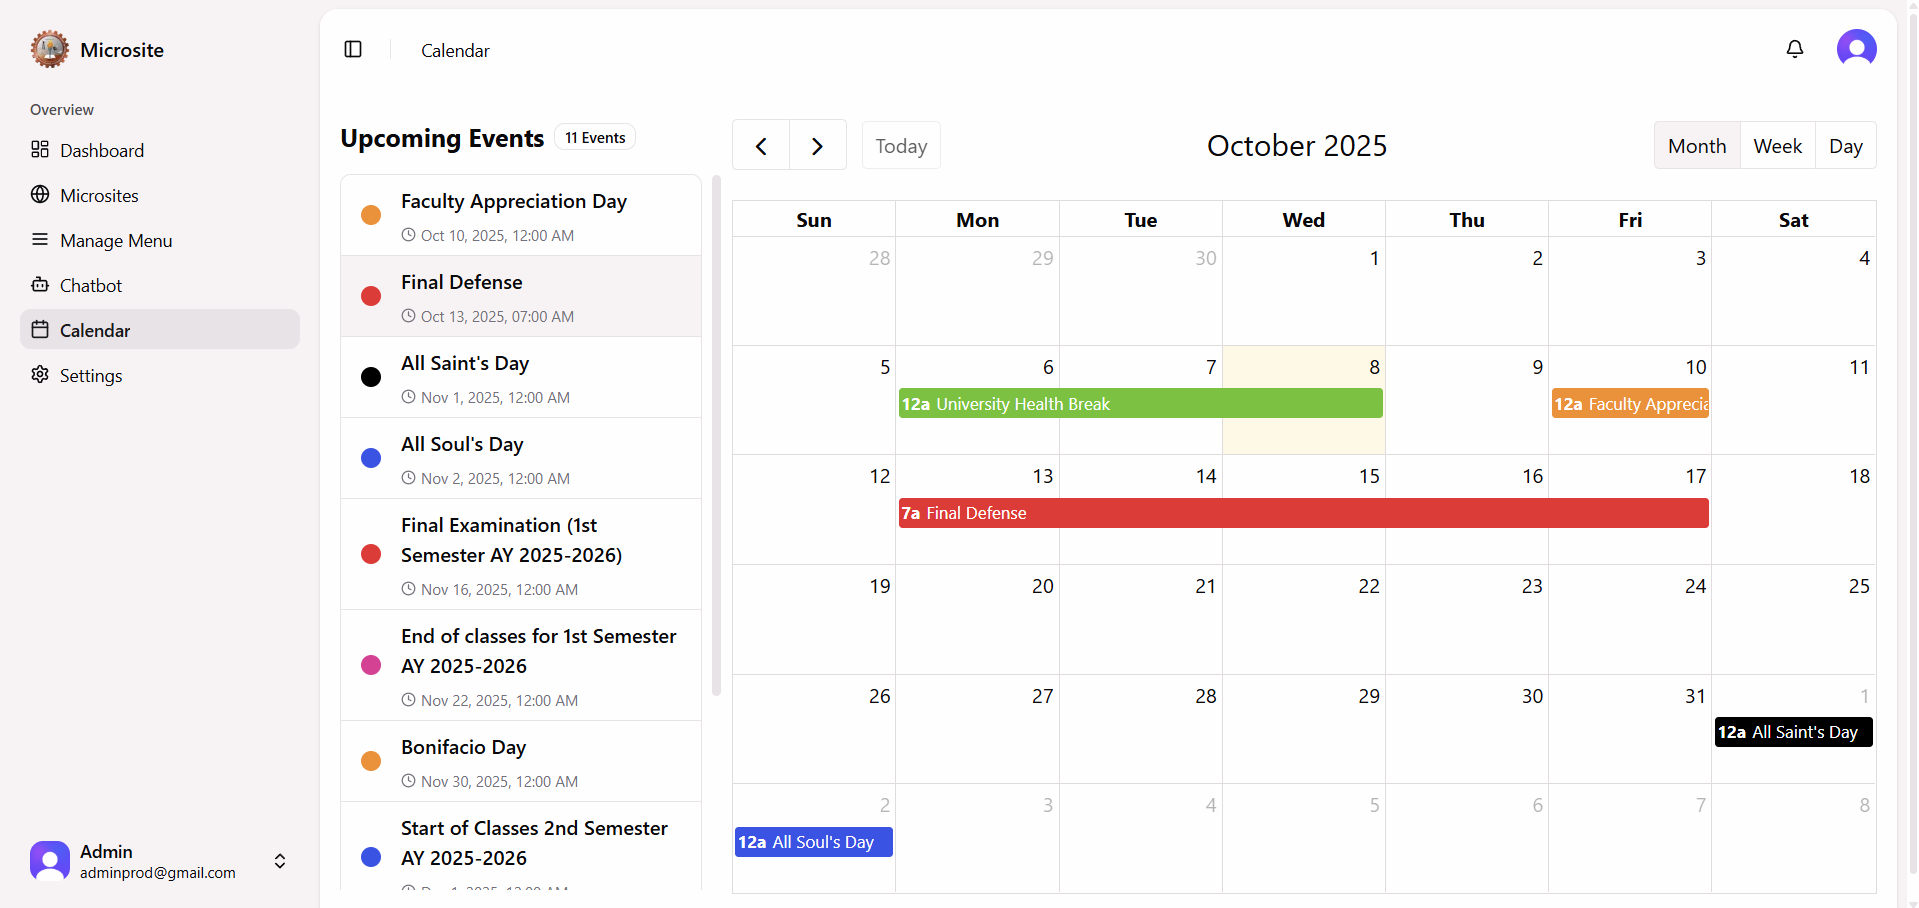 Microsite
Overview
Dashboard
Microsites
Manage Menu
Chatbot
Calendar
Settings
Admin
adminprod@gmail.com
Calendar
Upcoming Events
11 Events
Faculty Appreciation Day
Oct 10, 2025, 12:00 AM
Final Defense
Oct 13, 2025, 07:00 AM
All Saint's Day
Nov 1, 2025, 12:00 AM
All Soul's Day
Nov 2, 2025, 12:00 AM
Final Examination (1st
Semester AY 2025-2026)
Nov 16, 2025, 12:00 AM
End of classes for 1st Semester
AY 2025-2026
Nov 22, 2025, 12:00 AM
Bonifacio Day
Nov 30, 2025, 12:00 AM
Start of Classes 2nd Semester
AY 2025-2026
Today
October 2025
Month Week Day
Sun Mon Tue Wed Thu Fri Sat
28 29 30 1 2 3 4
5 6 7 8 9 10 11
12a University Health Break 12a Faculty Apprecia
12 13 14 15 16 17 18
7a Final Defense
19 20 21 22 23 24 25
26 27 28 29 30 31 1
12a All Saint's Day
2 3 4 5 6 7 8
12a All Soul's Day